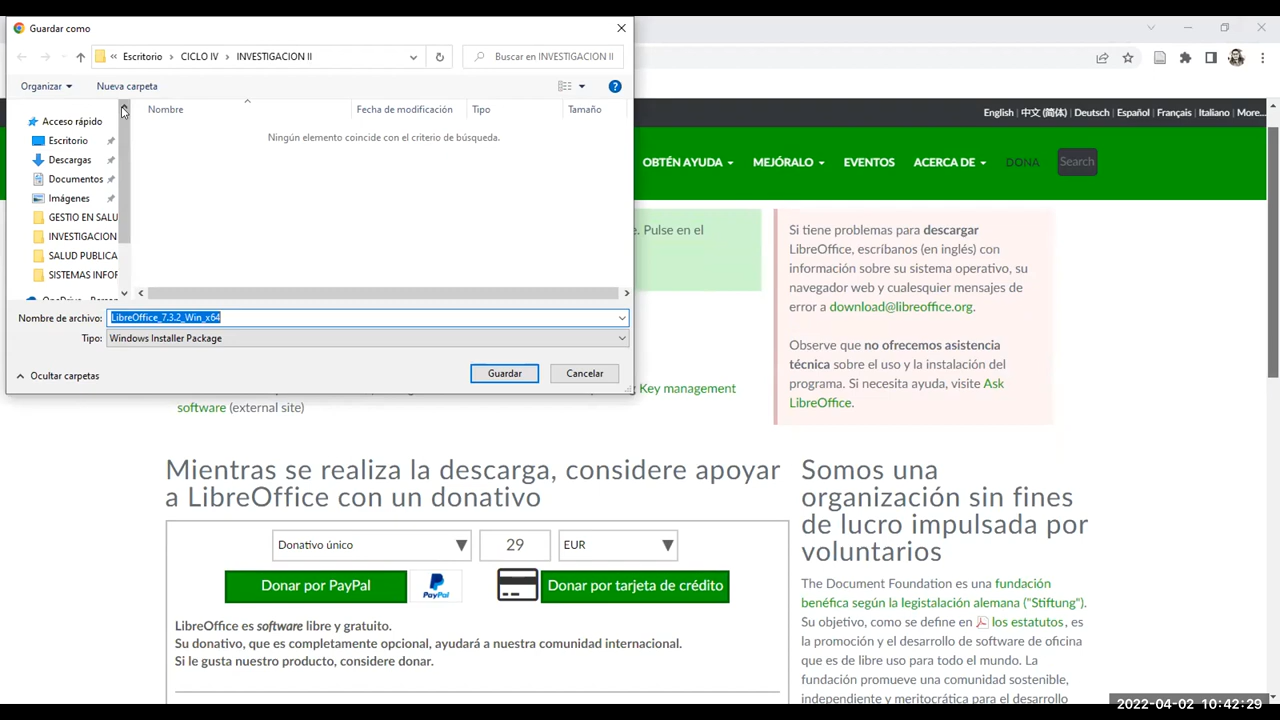 Guardar como
« Escritorio › CICLO IV › INVESTIGACION II
Buscar en INVESTIGACION II
Organizar
Nueva carpeta
Nombre
Fecha de modificación
Tipo
Tamaño
Ningún elemento coincide con el criterio de búsqueda.
Acceso rápido
Escritorio
Descargas
Documentos
Imágenes
GESTIO EN SALU
INVESTIGACION
SALUD PUBLICA
SISTEMAS INFOR
Nombre de archivo: LibreOffice_7.3.2_Win_x64
Tipo: Windows Installer Package
Ocultar carpetas
Guardar
Cancelar
English | 中文 (简体) | Deutsch | Español | Français | Italiano | More...
OBTÉN AYUDA
MEJÓRALO
EVENTOS
ACERCA DE
DONA
Search
e. Pulse en el
Key management
software (external site)
Si tiene problemas para descargar
LibreOffice, escríbanos (en inglés) con
información sobre su sistema operativo, su
navegador web y cualesquier mensajes de
error a download@libreoffice.org.
Observe que no ofrecemos asistencia
técnica sobre el uso y la instalación del
programa. Si necesita ayuda, visite Ask
LibreOffice.
Mientras se realiza la descarga, considere apoyar
a LibreOffice con un donativo
Donativo único
29
EUR
Donar por PayPal
PayPal
Donar por tarjeta de crédito
LibreOffice es software libre y gratuito.
Su donativo, que es completamente opcional, ayudará a nuestra comunidad internacional.
Si le gusta nuestro producto, considere donar.
Somos una
organización sin fines
de lucro impulsada por
voluntarios
The Document Foundation es una fundación
benéfica según la legistalación alemana ("Stiftung").
Su objetivo, como se define en los estatutos, es
la promoción y el desarrollo de software de oficina
que es de libre uso para todo el mundo. La
fundación promueve una comunidad sostenible,
independiente y meritocrática para el desarrollo
2022-04-02 10:42:29